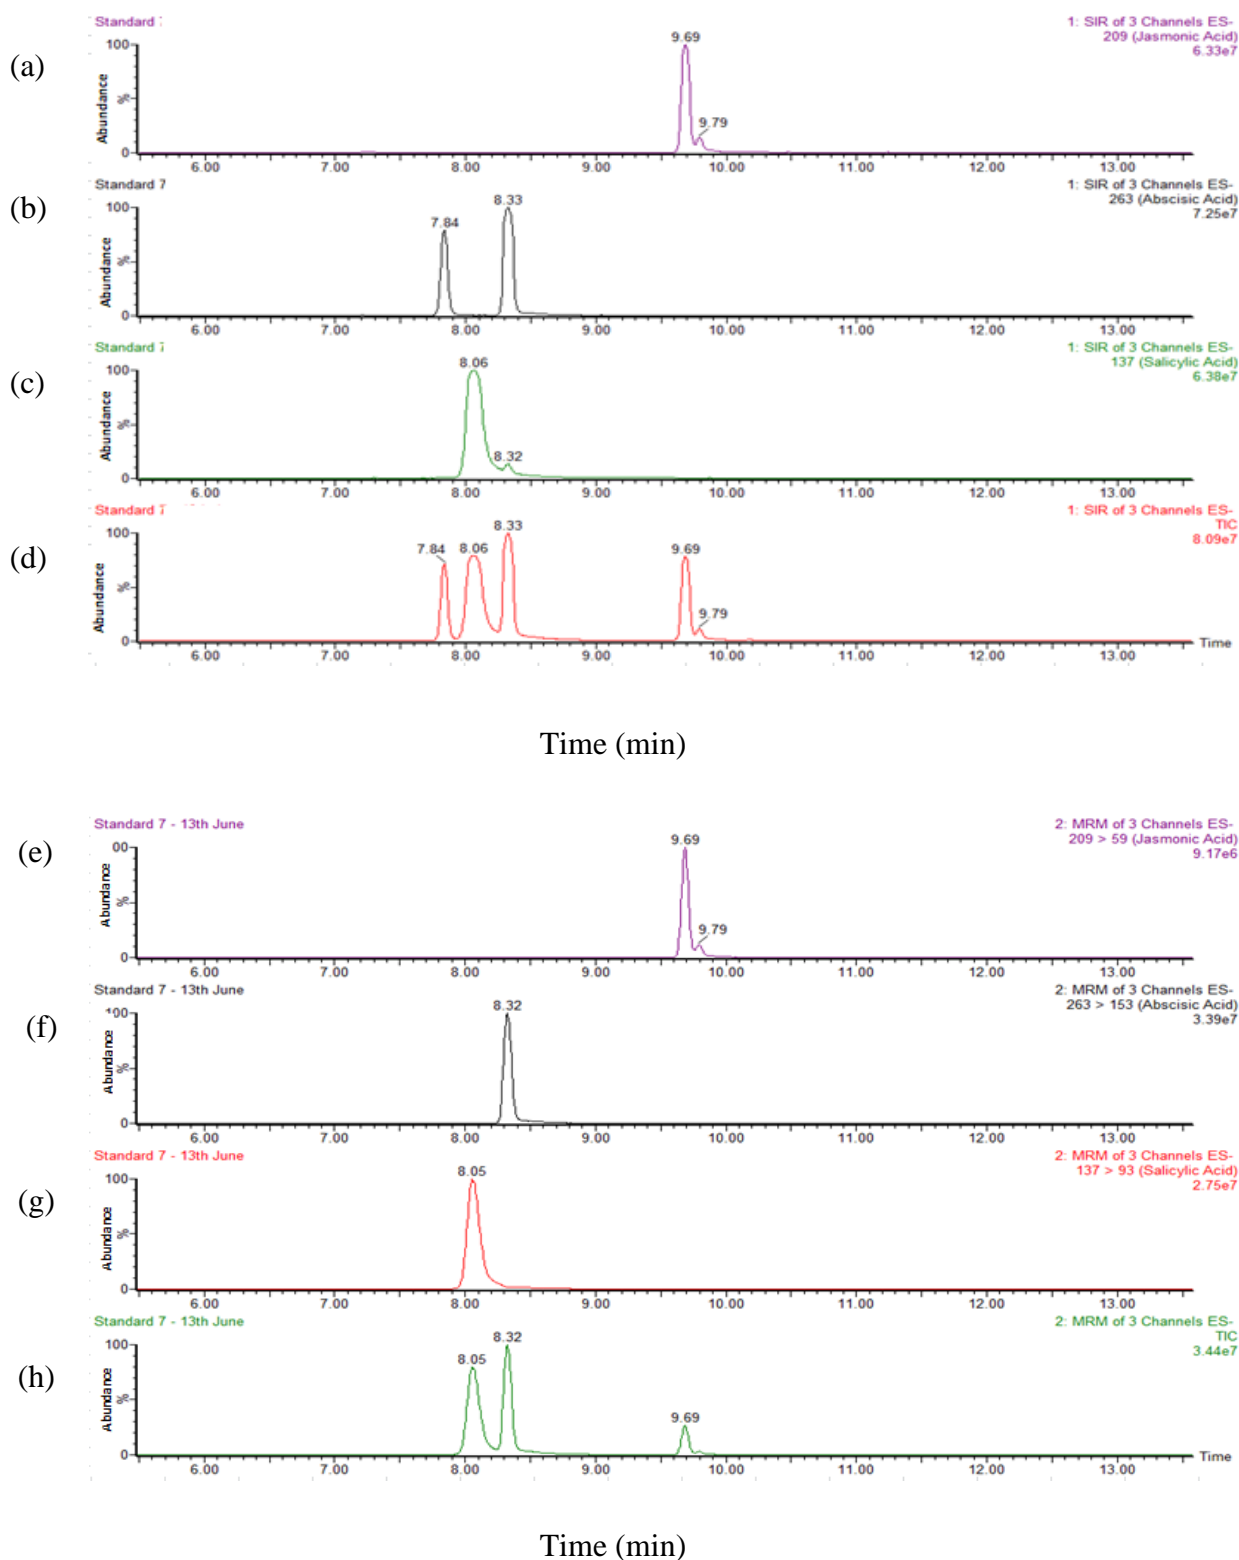 (a)
Standard
1: SIR of 3 Channels ES-
209 (Jasmonic Acid)
6.33e7
9.69
9.79
100
%
0
Abundance
6.00 7.00 8.00 9.00 10.00 11.00 12.00 13.00
(b)
Standard 7
1: SIR of 3 Channels ES-
263 (Abscisic Acid)
7.25e7
7.84
8.33
100
%
0
Abundance
6.00 7.00 8.00 9.00 10.00 11.00 12.00 13.00
(c)
Standard 7
1: SIR of 3 Channels ES-
137 (Salicylic Acid)
6.38e7
8.06
8.32
100
%
0
Abundance
6.00 7.00 8.00 9.00 10.00 11.00 12.00 13.00
(d)
Standard 7
1: SIR of 3 Channels ES-
TIC
8.09e7
7.84 8.06
8.33
9.69
9.79
100
%
0
Abundance
Time
6.00 7.00 8.00 9.00 10.00 11.00 12.00 13.00
Time (min)
(e)
Standard 7 - 13th June
2: MRM of 3 Channels ES-
209 > 59 (Jasmonic Acid)
9.17e6
9.69
9.79
00
%
0
Abundance
6.00 7.00 8.00 9.00 10.00 11.00 12.00 13.00
(f)
Standard 7 - 13th June
2: MRM of 3 Channels ES-
263 > 153 (Abscisic Acid)
3.39e7
8.32
100
%
0
Abundance
6.00 7.00 8.00 9.00 10.00 11.00 12.00 13.00
(g)
Standard 7 - 13th June
2: MRM of 3 Channels ES-
137 > 93 (Salicylic Acid)
2.75e7
8.05
100
%
0
Abundance
6.00 7.00 8.00 9.00 10.00 11.00 12.00 13.00
(h)
Standard 7 - 13th June
2: MRM of 3 Channels ES-
TIC
3.44e7
8.05
8.32
9.69
100
%
0
Abundance
Time
6.00 7.00 8.00 9.00 10.00 11.00 12.00 13.00
Time (min)